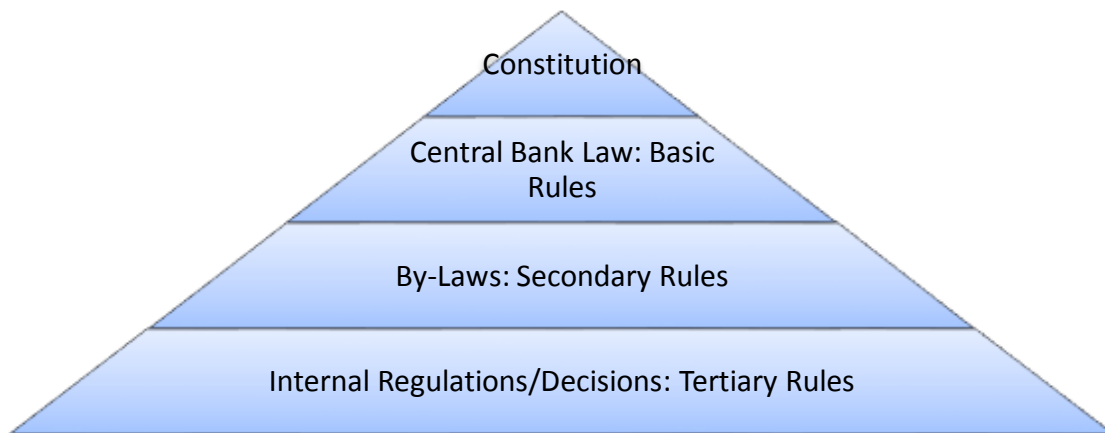 Constitution
Central Bank Law: Basic
Rules
By-Laws: Secondary Rules
Internal Regulations/Decisions: Tertiary Rules